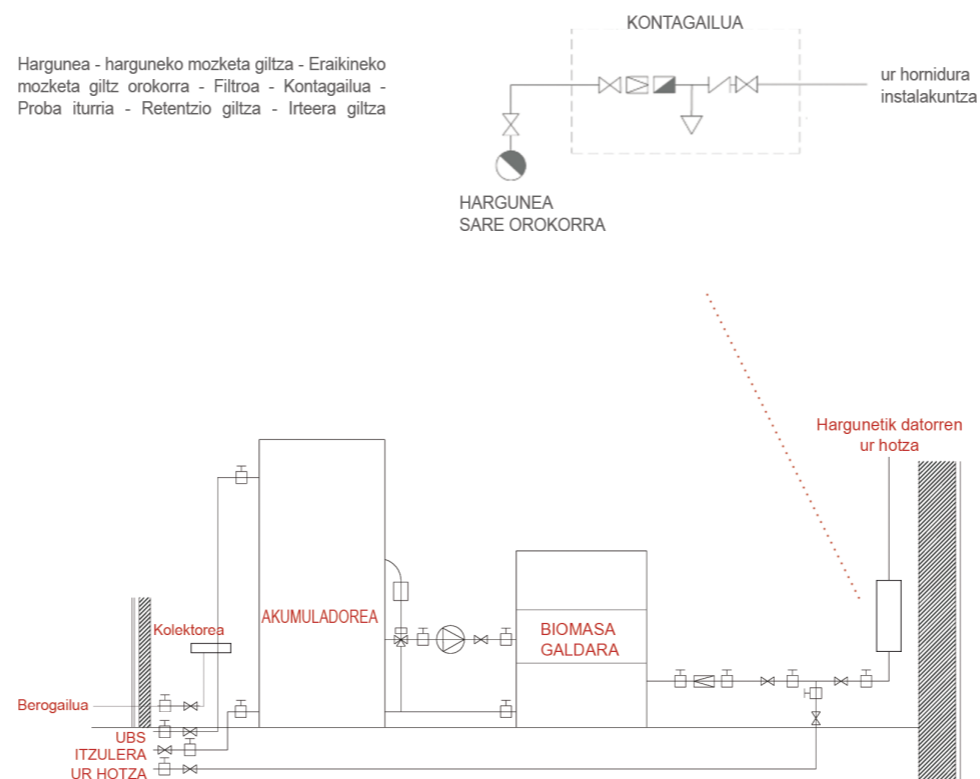 KONTAGAILUA
Hargunea - harguneko mozketa giltza - Eraikineko
mozketa giltz orokorra - Filtroa - Kontagailua -
Proba iturria - Retentzio giltza - Irteera giltza
ur hornidura
instalakuntza
HARGUNEA
SARE OROKORRA
Hargunetik datorren
ur hotza
AKUMULADOREA
BIOMASA
GALDARA
Kolektorea
Berogailua
UBS
ITZULERA
UR HOTZA